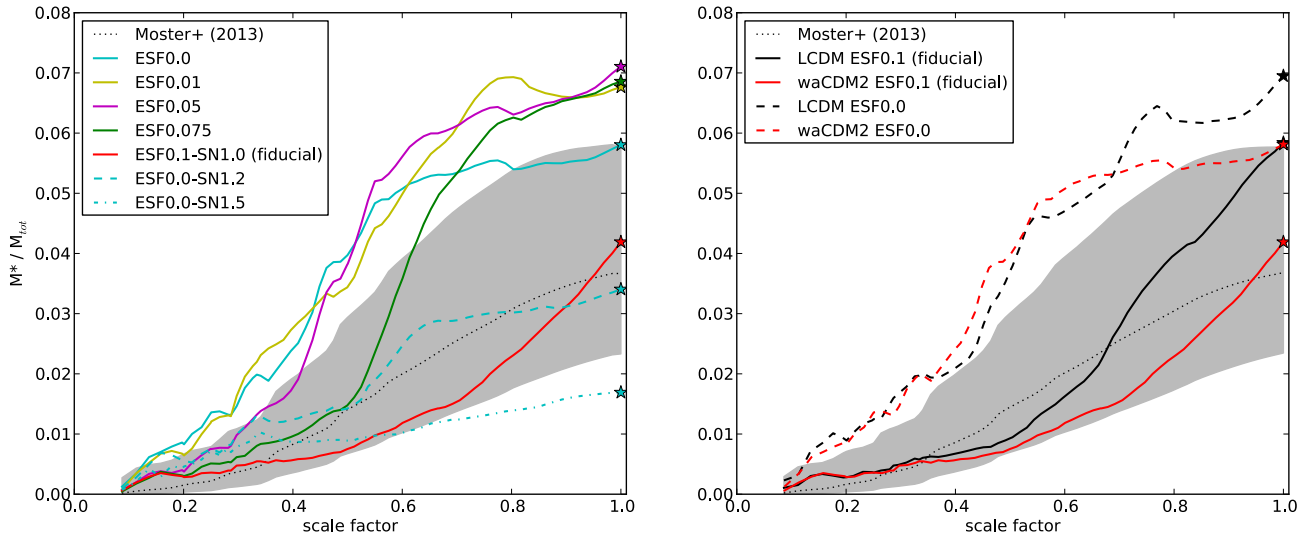 M* / M_tot
0.08
0.07
0.06
0.05
0.04
0.03
0.02
0.01
0.00
Moster+ (2013)
ESF0.0
ESF0.01
ESF0.05
ESF0.075
ESF0.1-SN1.0 (fiducial)
ESF0.0-SN1.2
ESF0.0-SN1.5
0.0 0.2 0.4 0.6 0.8 1.0
scale factor
0.08
0.07
0.06
0.05
0.04
0.03
0.02
0.01
0.00
Moster+ (2013)
LCDM ESF0.1 (fiducial)
waCDM2 ESF0.1 (fiducial)
LCDM ESF0.0
waCDM2 ESF0.0
0.0 0.2 0.4 0.6 0.8 1.0
scale factor